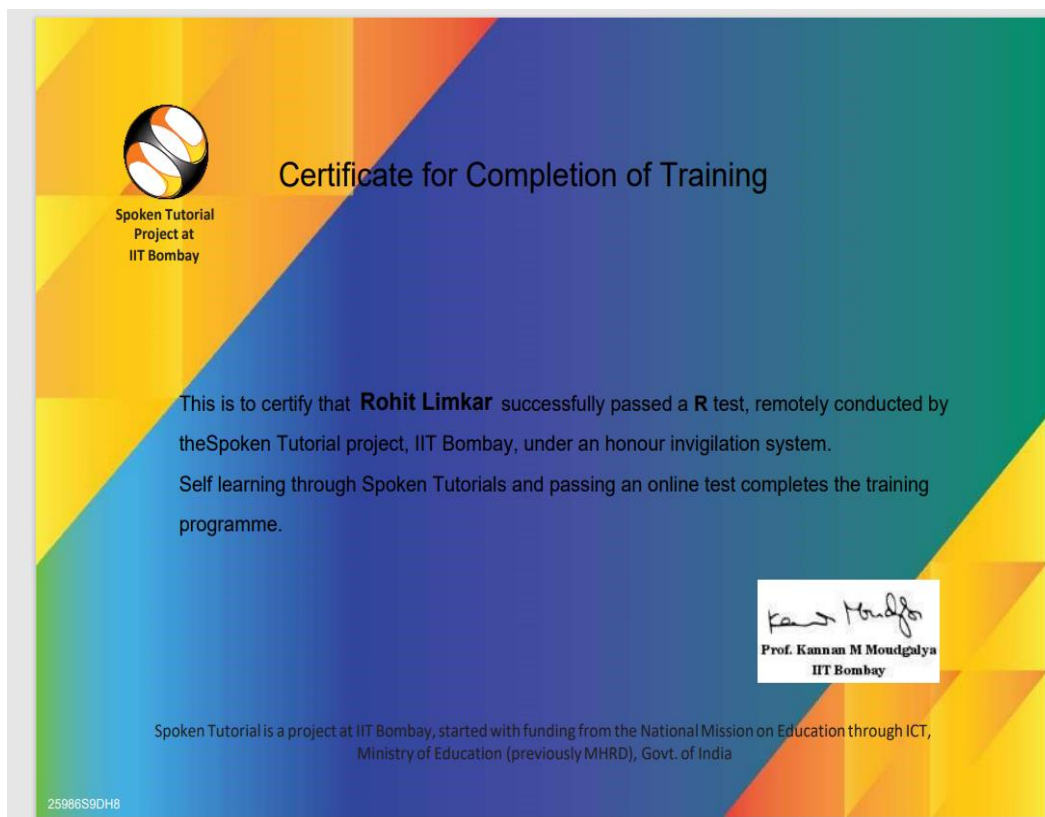 Spoken Tutorial
Project at
IIT Bombay
Certificate for Completion of Training
This is to certify that Rohit Limkar successfully passed a R test, remotely conducted by
theSpoken Tutorial project, IIT Bombay, under an honour invigilation system.
Self learning through Spoken Tutorials and passing an online test completes the training
programme.
Prof. Kannan M Moudgalya
IIT Bombay
Spoken Tutorial is a project at IIT Bombay, started with funding from the National Mission on Education through ICT,
Ministry of Education (previously MHRD), Govt. of India
25986S9DH8